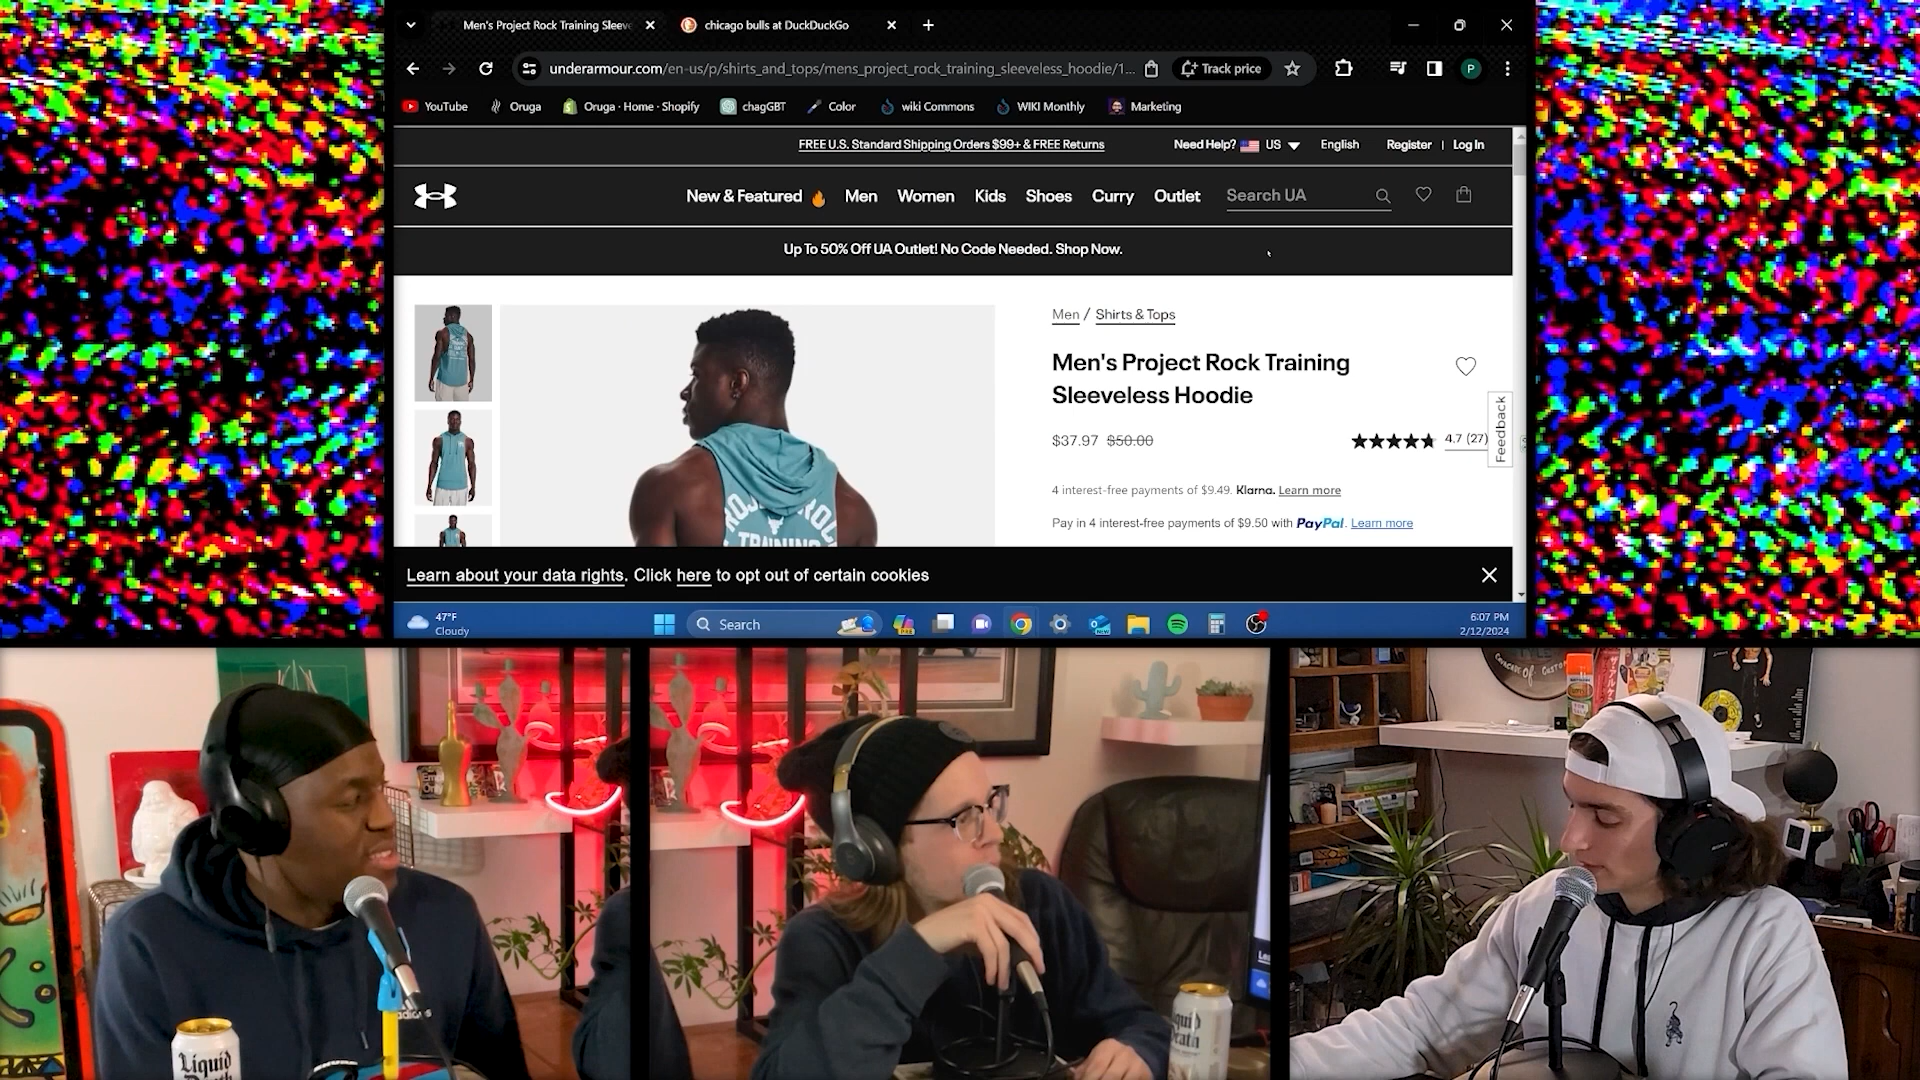 Men's Project Rock Training Sleeve
chicago bulls at DuckDuckGo
underarmour.com/en-us/p/shirts_and_tops/mens_project_rock_training_sleeveless_hoodie/1...
Track price
P
YouTube
Oruga
Oruga · Home · Shopify
chagGBT
Color
wiki Commons
WIKI Monthly
Marketing
FREE U.S. Standard Shipping Orders $99+ & FREE Returns
Need Help?
US
English
Register | Log In
New & Featured
Men
Women
Kids
Shoes
Curry
Outlet
Search UA
Up To 50% Off UA Outlet! No Code Needed. Shop Now.
Men / Shirts & Tops
Men's Project Rock Training
Sleeveless Hoodie
$37.97 $50.00
4.7 (27)
Feedback
4 interest-free payments of $9.49. Klarna. Learn more
Pay in 4 interest-free payments of $9.50 with PayPal. Learn more
TRAINING
Learn about your data rights. Click here to opt out of certain cookies
47°F
Cloudy
Search
6:07 PM
2/12/2024
Liquid
Death
SONY